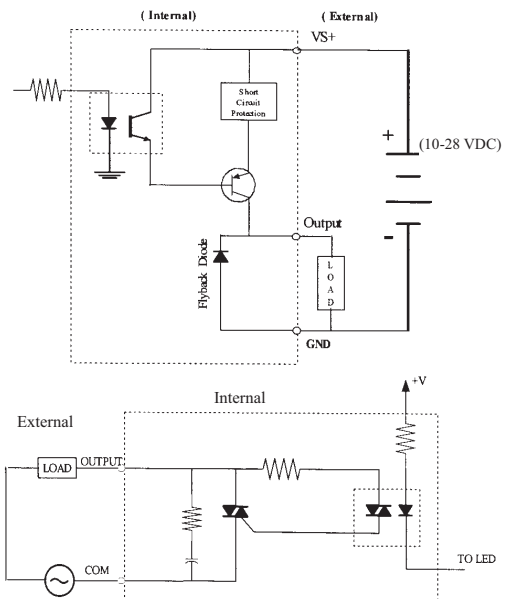 ( Internal)
( External)
VS+
Short
Circuit
Protection
+
(10-28 VDC)
-
Output
Flyback Diode
L
O
A
D
GND
+V
Internal
External
LOAD
OUTPUT
COM
TO LED